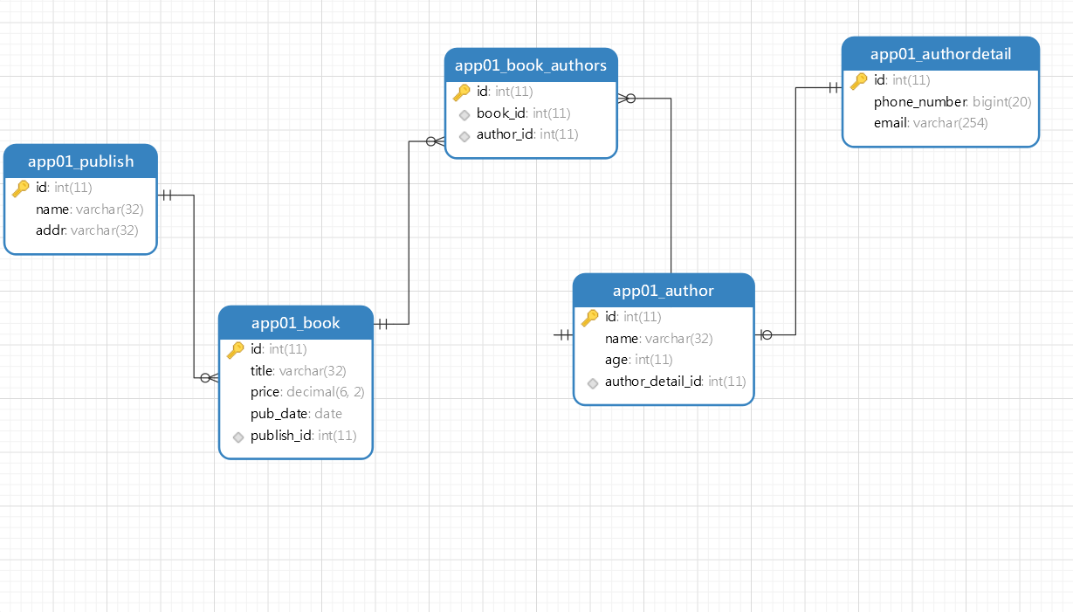 app01_publish
id: int(11)
name: varchar(32)
addr: varchar(32)
app01_book
id: int(11)
title: varchar(32)
price: decimal(6, 2)
pub_date: date
publish_id: int(11)
app01_book_authors
id: int(11)
book_id: int(11)
author_id: int(11)
app01_author
id: int(11)
name: varchar(32)
age: int(11)
author_detail_id: int(11)
app01_authordetail
id: int(11)
phone_number: bigint(20)
email: varchar(254)